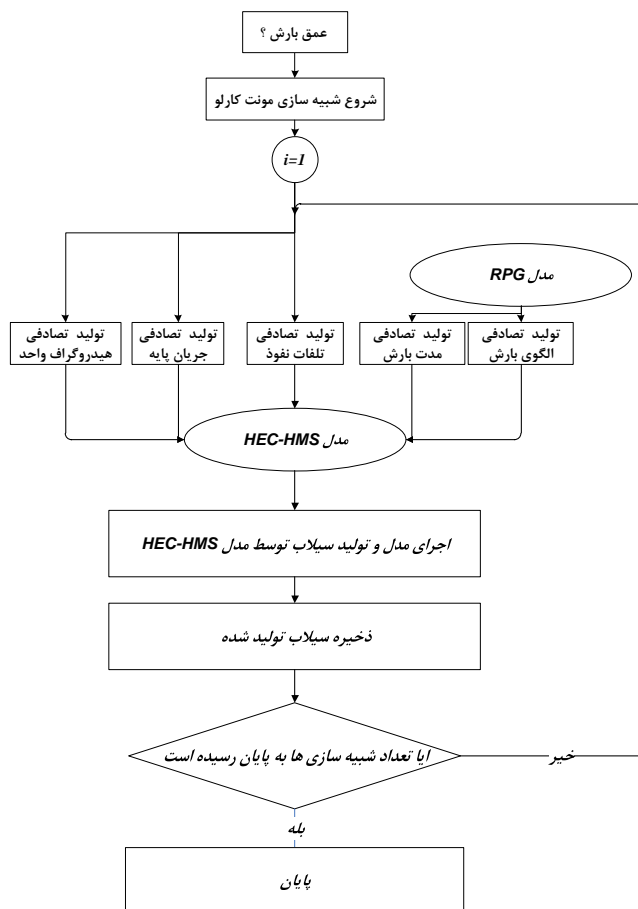 عمق بارش ؟
شروع شبیه سازی مونت کارلو
i=1
مدل RPG
تولید تصادفی
الگوی بارش
تولید تصادفی
مدت بارش
تولید تصادفی
تلفات نفوذ
تولید تصادفی
جریان پایه
تولید تصادفی
هیدروگراف واحد
مدل HEC-HMS
اجرای مدل و تولید سیلاب توسط مدل HEC-HMS
ذخیره سیلاب تولید شده
ایا تعداد شبیه سازی ها به پایان رسیده است
خیر
بله
پایان